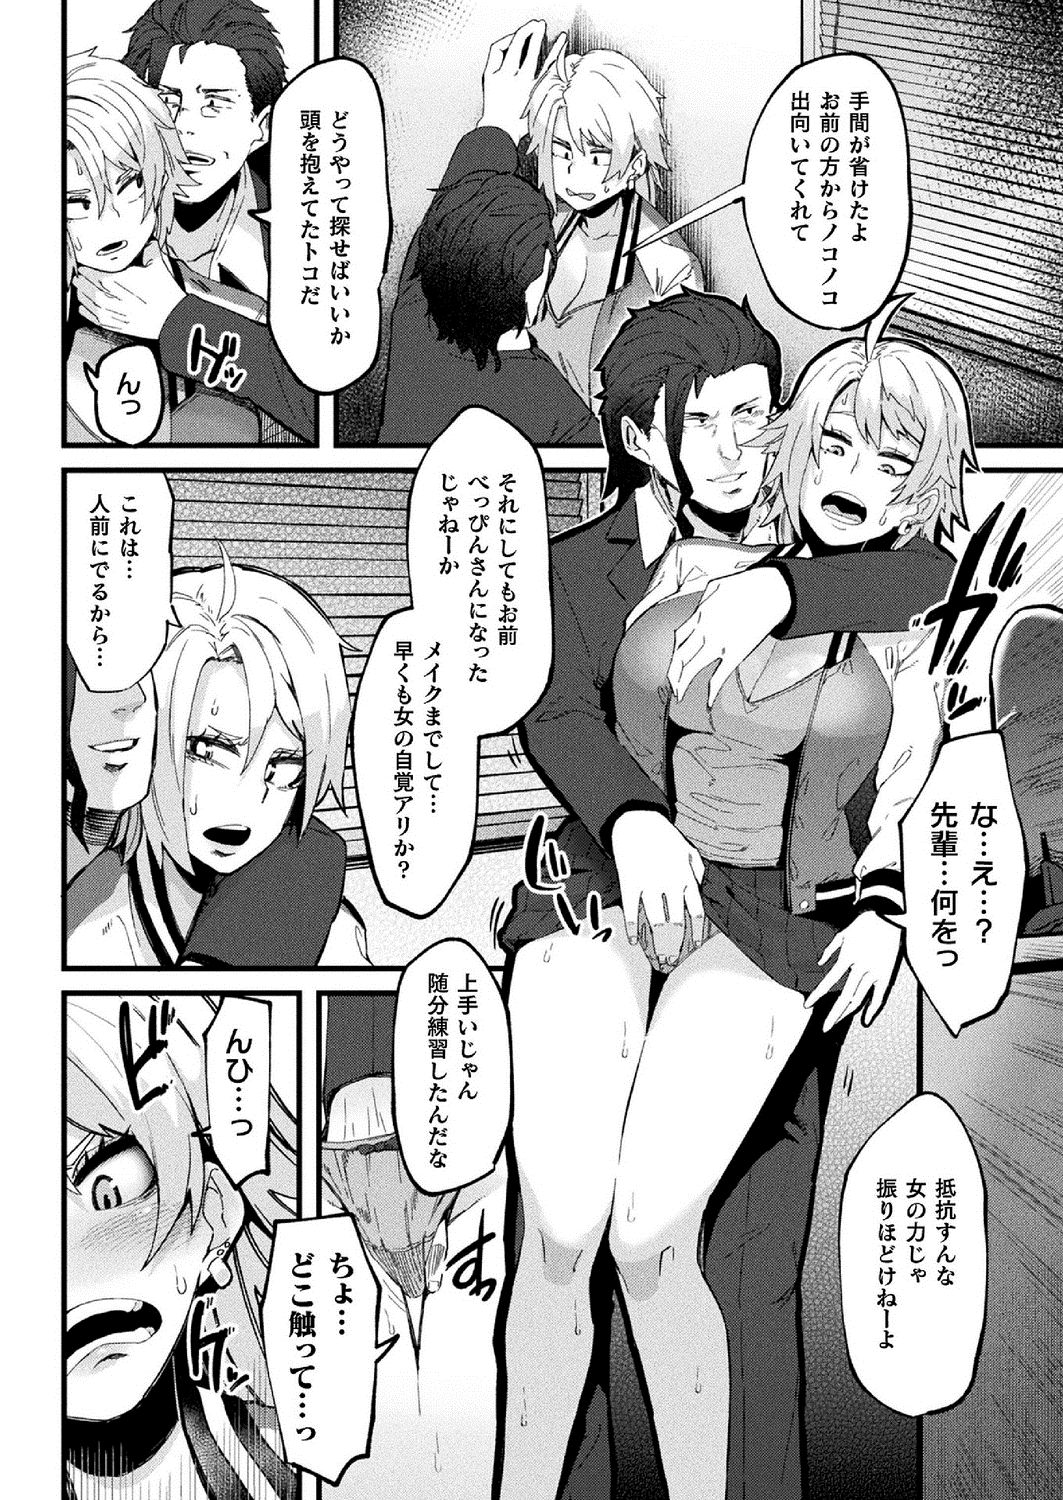 手間が省けたよ
お前の方からノコノコ
出向いてくれて
どうやって探せばいいか
頭を抱えてたトコだ
んっ
グッ
それにしてもお前
べっぴんさんになった
じゃねーか
メイクまでして…
早くも女の自覚アリか？
これは…
人前にでるから…
な…え…？
先輩…何をっ
抵抗すんな
女の力じゃ
振りほどけねーよ
上手いじゃん
随分練習したんだな
んひ…っ
ちょ…
どこ触って…っ